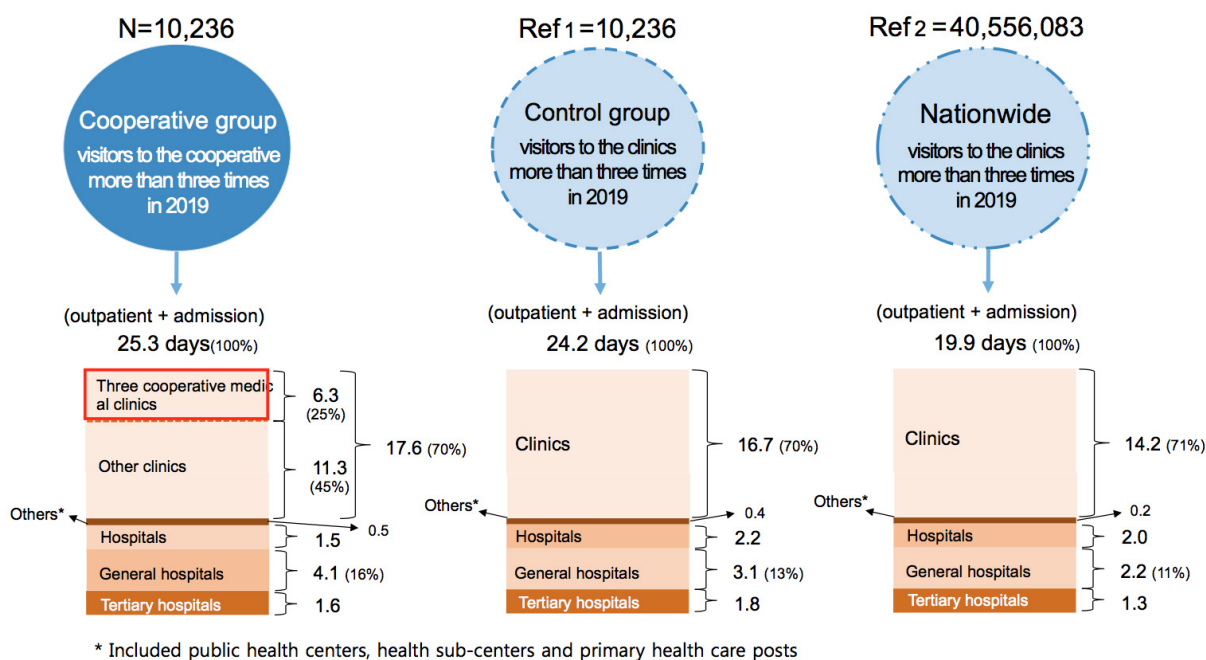 N=10,236
Cooperative group
visitors to the cooperative
more than three times
in 2019
(outpatient + admission)
25.3 days(100%)
Three cooperative medic
al clinics
6.3
(25%)
Other clinics
11.3
(45%)
17.6 (70%)
Others*
0.5
Hospitals
1.5
General hospitals
4.1 (16%)
Tertiary hospitals
1.6
Ref 1 =10,236
Control group
visitors to the clinics
more than three times
in 2019
(outpatient + admission)
24.2 days (100%)
Clinics
16.7 (70%)
Others*
0.4
Hospitals
2.2
General hospitals
3.1 (13%)
Tertiary hospitals
1.8
Ref 2 =40,556,083
Nationwide
visitors to the clinics
more than three times
in 2019
(outpatient + admission)
19.9 days (100%)
Clinics
14.2 (71%)
Others*
0.2
Hospitals
2.0
General hospitals
2.2 (11%)
Tertiary hospitals
1.3
* Included public health centers, health sub-centers and primary health care posts